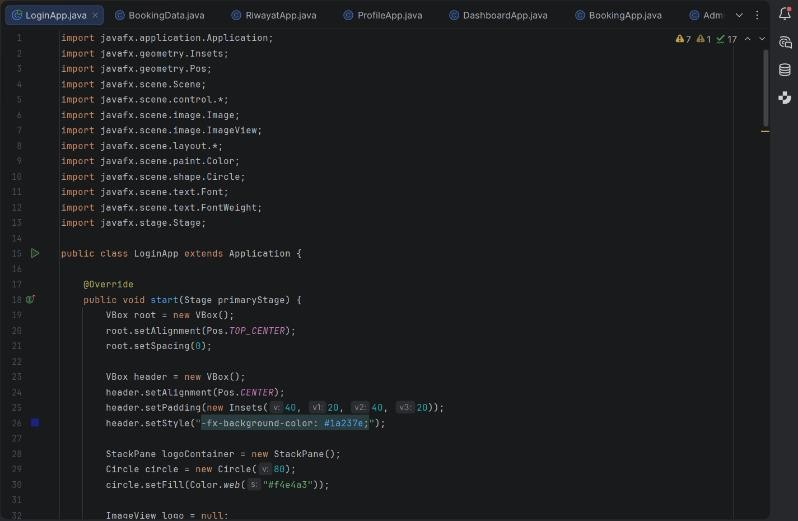 LoginApp.java BookingData.java RiwayatApp.java ProfileApp.java DashboardApp.java BookingApp.java
1 import javafx.application.Application; 7 1 17
2 import javafx.geometry.Insets;
3 import javafx.geometry.Pos;
4 import javafx.scene.Scene;
5 import javafx.scene.control.*;
6 import javafx.scene.image.Image;
7 import javafx.scene.image.ImageView;
8 import javafx.scene.layout.*;
9 import javafx.scene.paint.Color;
10 import javafx.scene.shape.Circle;
11 import javafx.scene.text.Font;
12 import javafx.scene.text.FontWeight;
13 import javafx.stage.Stage;
14
15 public class LoginApp extends Application {
16
17 @Override
18 public void start(Stage primaryStage) {
19 VBox root = new VBox();
20 root.setAlignment(Pos.TOP_CENTER);
21 root.setSpacing(0);
22
23 VBox header = new VBox();
24 header.setAlignment(Pos.CENTER);
25 header.setPadding(new Insets( v: 40, v1: 20, v2: 40, v3: 20));
26 header.setStyle("-fx-background-color: #1a237e;");
27
28 StackPane logoContainer = new StackPane();
29 Circle circle = new Circle( v: 80);
30 circle.setFill(Color.web( s: "#f4e4a3"));
31
32 ImageView logo = null;